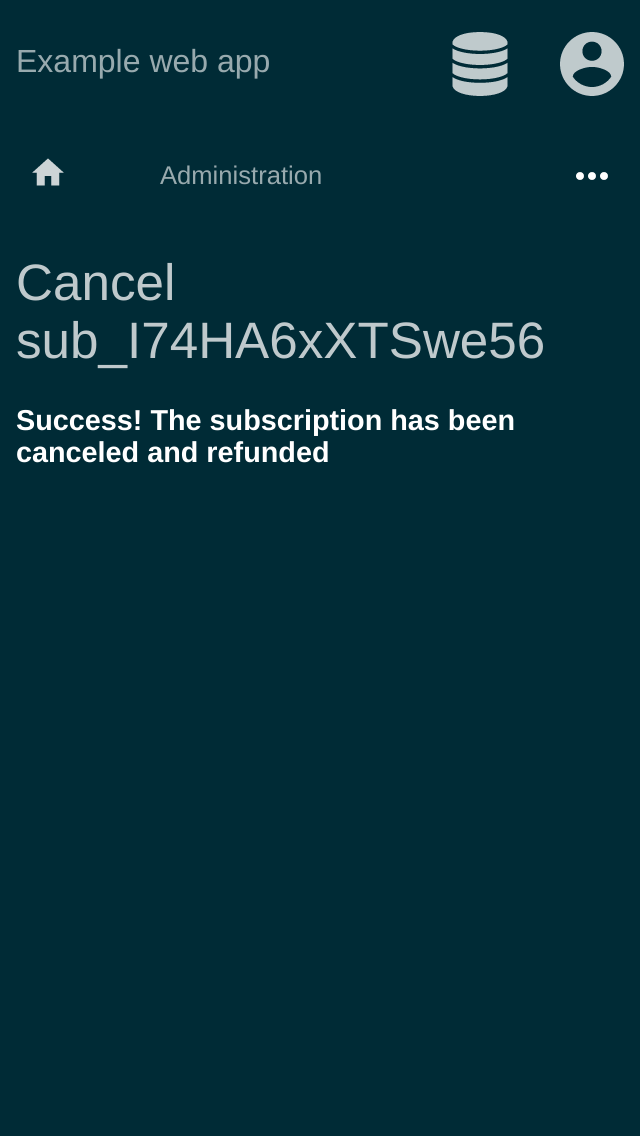 Example web app
Administration
Cancel
sub_I74HA6xXTSwe56
Success! The subscription has been
canceled and refunded